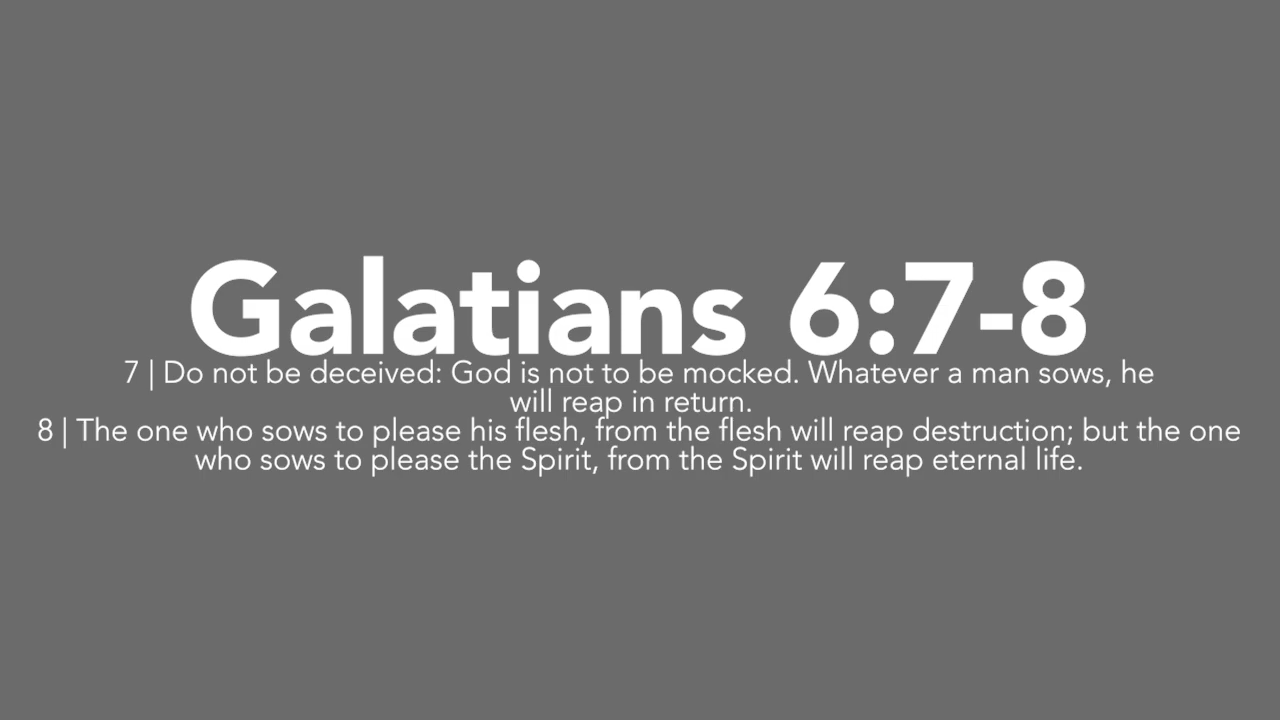 Galatians 6:7-8
7 | Do not be deceived: God is not to be mocked. Whatever a man sows, he
will reap in return.
8 | The one who sows to please his flesh, from the flesh will reap destruction; but the one
who sows to please the Spirit, from the Spirit will reap eternal life.